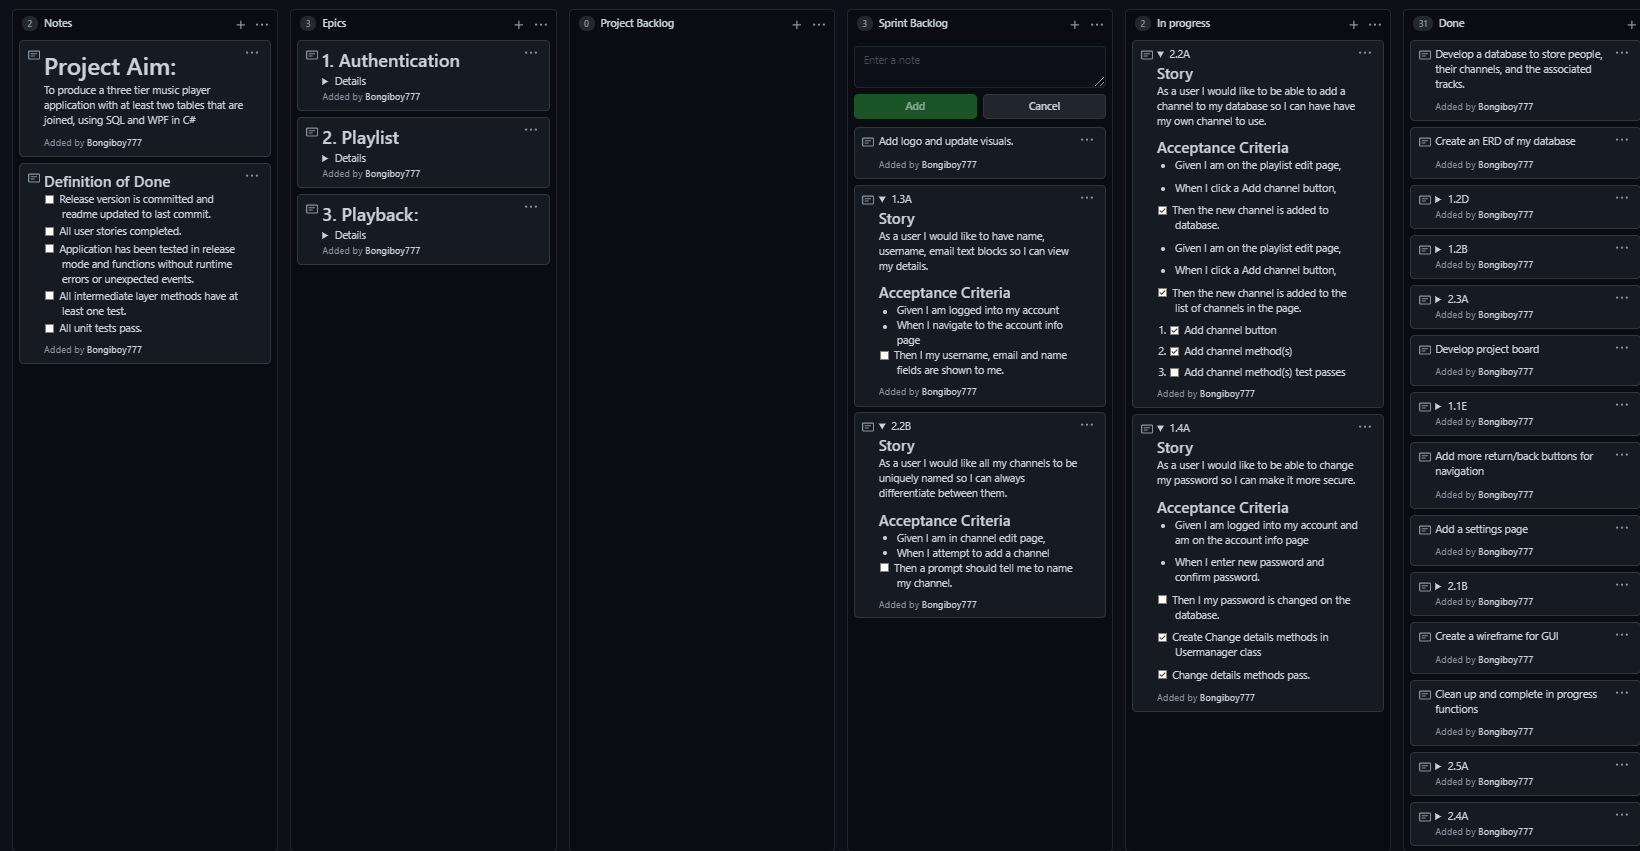 2 Notes
Project Aim:
To produce a three tier music player
application with at least two tables that are
joined, using SQL and WPF in C#
Added by Bongiboy777
Definition of Done
Release version is committed and
readme updated to last commit.
All user stories completed.
Application has been tested in release
mode and functions without runtime
errors or unexpected events.
All intermediate layer methods have at
least one test.
All unit tests pass.
Added by Bongiboy777
3 Epics
1. Authentication
Details
Added by Bongiboy777
2. Playlist
Details
Added by Bongiboy777
3. Playback:
Details
Added by Bongiboy777
0 Project Backlog
3 Sprint Backlog
Enter a note
Add
Cancel
Add logo and update visuals.
Added by Bongiboy777
1.3A
Story
As a user I would like to have name,
username, email text blocks so I can view
my details.
Acceptance Criteria
Given I am logged into my account
When I navigate to the account info
page
Then I my username, email and name
fields are shown to me.
Added by Bongiboy777
2.2B
Story
As a user I would like all my channels to be
uniquely named so I can always
differentiate between them.
Acceptance Criteria
Given I am in channel edit page,
When I attempt to add a channel
Then a prompt should tell me to name
my channel.
Added by Bongiboy777
2 In progress
2.2A
Story
As a user I would like to be able to add a
channel to my database so I can have have
my own channel to use.
Acceptance Criteria
Given I am on the playlist edit page,
When I click a Add channel button,
Then the new channel is added to
database.
Given I am on the playlist edit page,
When I click a Add channel button,
Then the new channel is added to the
list of channels in the page.
1. Add channel button
2. Add channel method(s)
3. Add channel method(s) test passes
Added by Bongiboy777
1.4A
Story
As a user I would like to be able to change
my password so I can make it more secure.
Acceptance Criteria
Given I am logged into my account and
am on the account info page
When I enter new password and
confirm password.
Then I my password is changed on the
database.
Create Change details methods in
Usermanager class
Change details methods pass.
Added by Bongiboy777
31 Done
Develop a database to store people,
their channels, and the associated
tracks.
Added by Bongiboy777
Create an ERD of my database
Added by Bongiboy777
1.2D
Added by Bongiboy777
1.2B
Added by Bongiboy777
2.3A
Added by Bongiboy777
Develop project board
Added by Bongiboy777
1.1E
Added by Bongiboy777
Add more return/back buttons for
navigation
Added by Bongiboy777
Add a settings page
Added by Bongiboy777
2.1B
Added by Bongiboy777
Create a wireframe for GUI
Added by Bongiboy777
Clean up and complete in progress
functions
Added by Bongiboy777
2.5A
Added by Bongiboy777
2.4A
Added by Bongiboy777